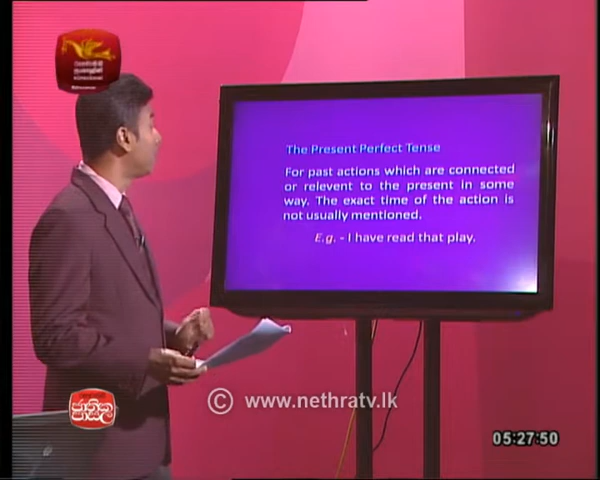 The Present Perfect Tense
For past actions which are connected
or relevent to the present in some
way. The exact time of the action is
not usually mentioned.
E.g. - I have read that play.
ජාතික
පාසල
© www.nethratv.lk
05:27:50